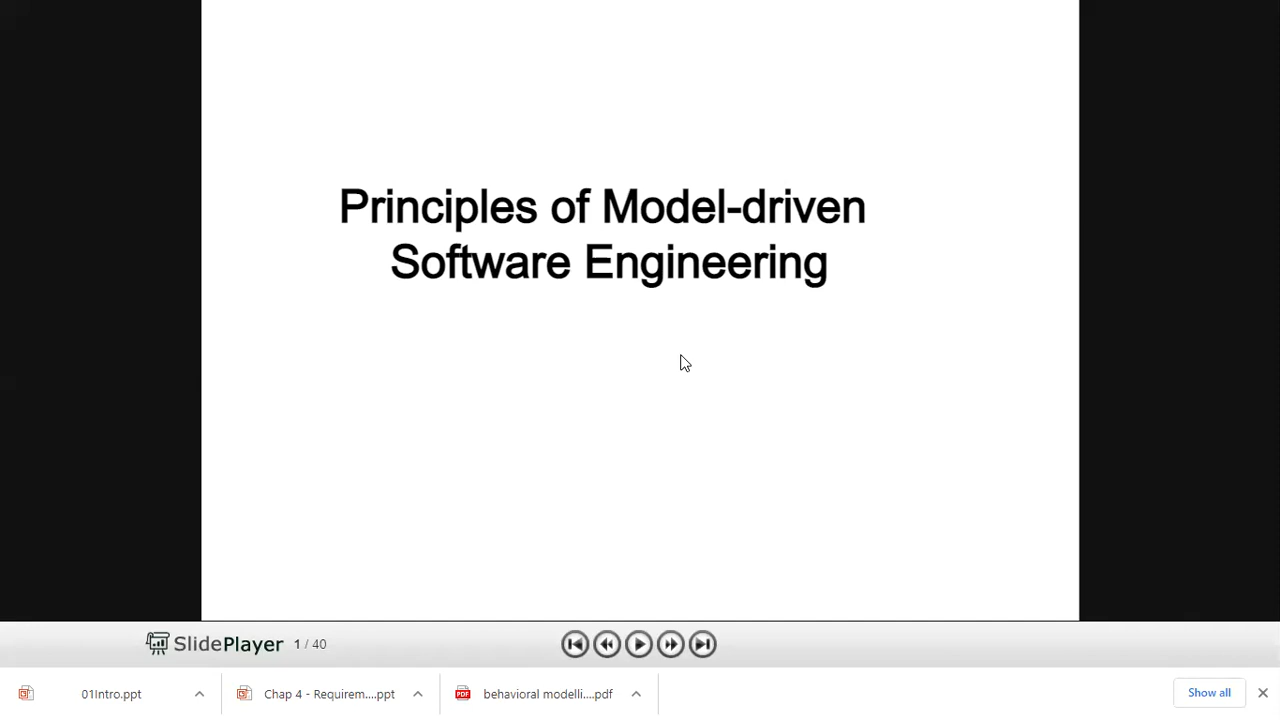 Principles of Model-driven
Software Engineering
SlidePlayer 1 / 40
01Intro.ppt
Chap 4 - Requirem....ppt
behavioral modelli....pdf
Show all